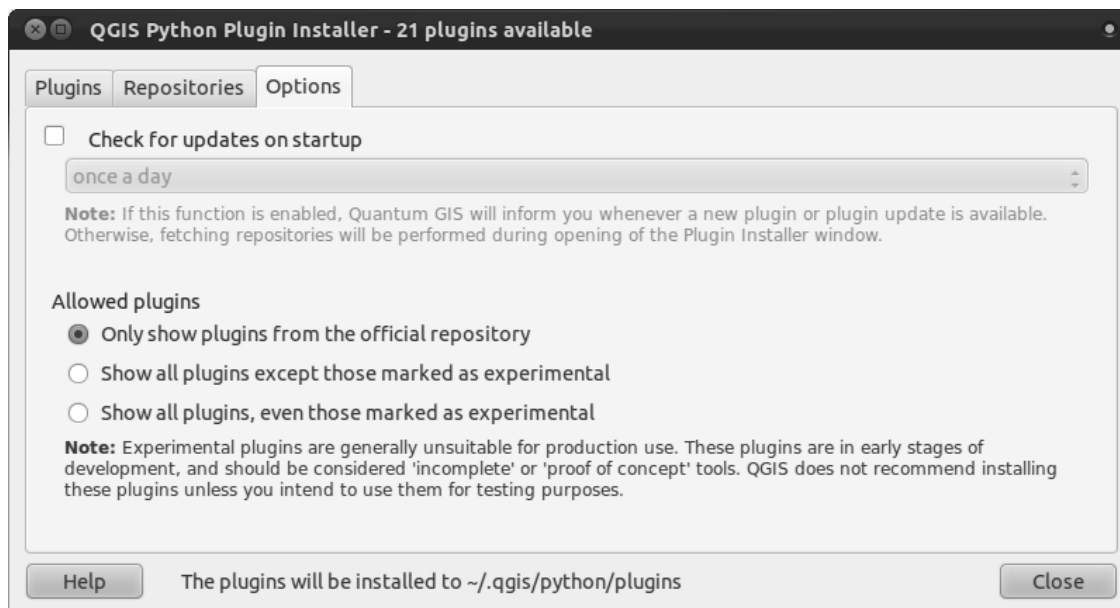 QGIS Python Plugin Installer - 21 plugins available
Plugins Repositories Options
Check for updates on startup
once a day
Note: If this function is enabled, Quantum GIS will inform you whenever a new plugin or plugin update is available.
Otherwise, fetching repositories will be performed during opening of the Plugin Installer window.
Allowed plugins
Only show plugins from the official repository
Show all plugins except those marked as experimental
Show all plugins, even those marked as experimental
Note: Experimental plugins are generally unsuitable for production use. These plugins are in early stages of
development, and should be considered 'incomplete' or 'proof of concept' tools. QGIS does not recommend installing
these plugins unless you intend to use them for testing purposes.
Help The plugins will be installed to ~/.qgis/python/plugins Close